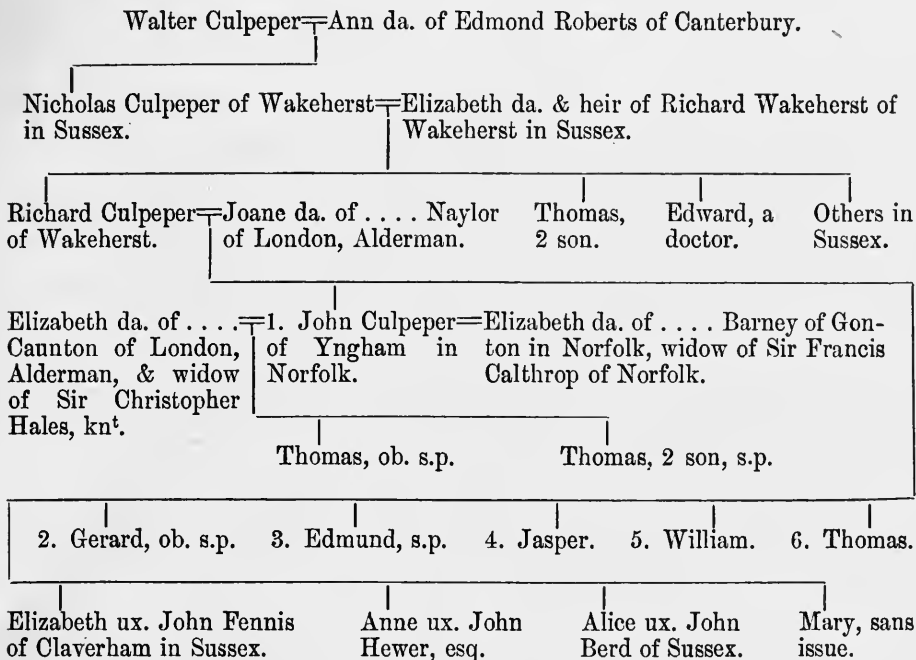 Walter Culpeper=Ann da. of Edmond Roberts of Canterbury.
Nicholas Culpeper of Wakeherst=Elizabeth da. & heir of Richard Wakeherst of
in Sussex. Wakeherst in Sussex.
Richard Culpeper=Joane da. of .... Naylor Thomas, Edward, a Others in
of Wakeherst. of London, Alderman. 2 son. doctor. Sussex.
Elizabeth da. of ....=1. John Culpeper=Elizabeth da. of .... Barney of Gon-
Caunton of London, of Yngham in ton in Norfolk, widow of Sir Francis
Alderman, & widow Norfolk. Calthrop of Norfolk.
of Sir Christopher
Hales, knᵗ.
Thomas, ob. s.p. Thomas, 2 son, s.p.
2. Gerard, ob. s.p. 3. Edmund, s.p. 4. Jasper. 5. William. 6. Thomas.
Elizabeth ux. John Fennis Anne ux. John Alice ux. John Mary, sans
of Claverham in Sussex. Hewer, esq. Berd of Sussex. issue.